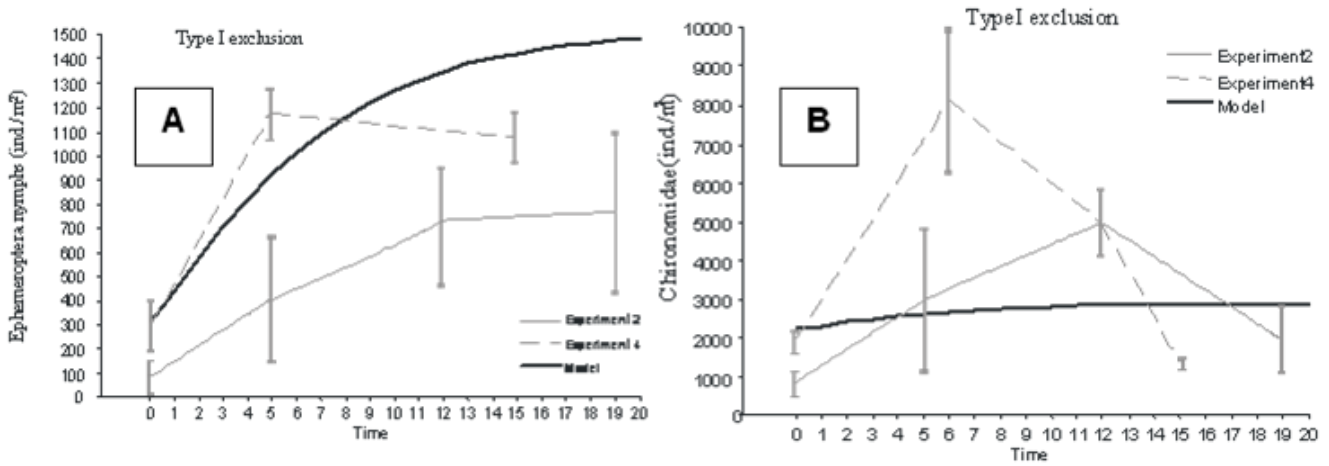 Type I exclusion
A
Ephemeroptera nymphs (ind/m²)
1500
1400
1300
1200
1100
1000
900
800
700
600
500
400
300
200
100
0
Experiment 2
Experiment 4
Model
0 1 2 3 4 5 6 7 8 9 10 11 12 13 14 15 16 17 18 19 20
Time
TypeI exclusion
B
Chironomidae(ind/m)
10000
9000
8000
7000
6000
5000
4000
3000
2000
1000
0
Experiment2
Experiment4
Model
0 1 2 3 4 5 6 7 8 9 10 11 12 13 14 15 16 17 18 19 20
Time